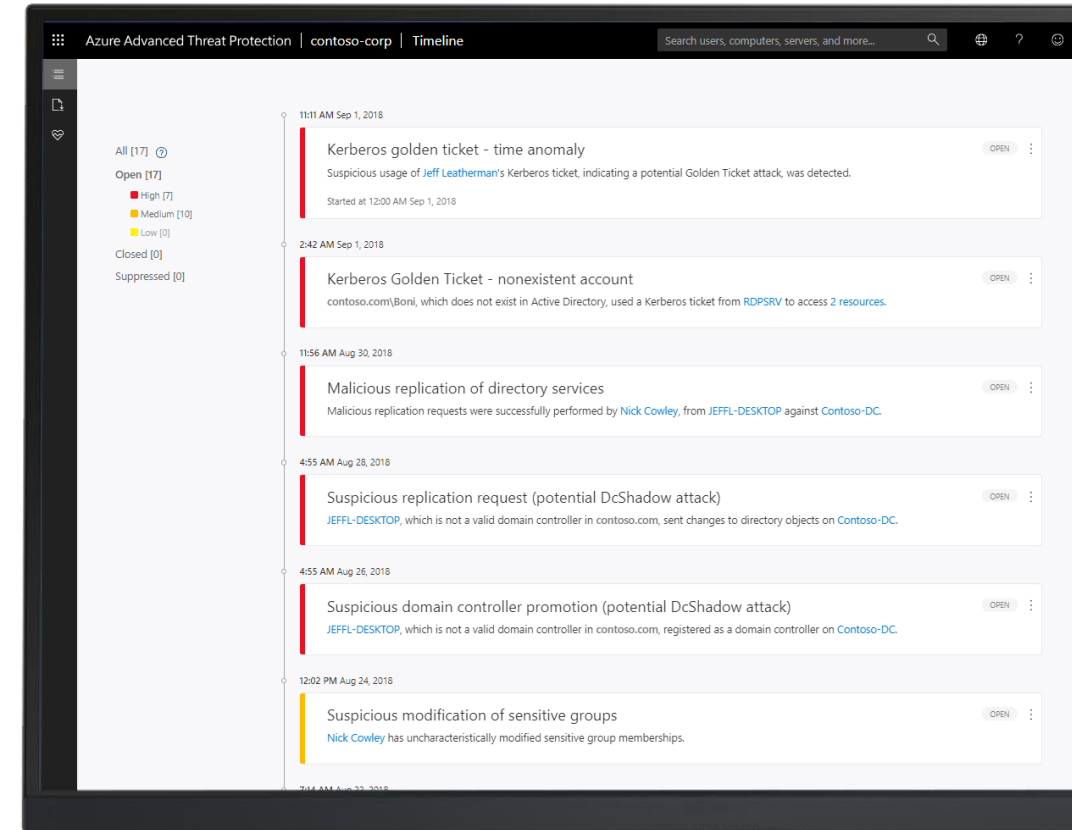 Azure Advanced Threat Protection | contoso-corp | Timeline
Search users, computers, servers, and more...
?
All [17] ?
Open [17]
High [7]
Medium [10]
Low [0]
Closed [0]
Suppressed [0]
11:11 AM Sep 1, 2018
Kerberos golden ticket - time anomaly
OPEN
Suspicious usage of Jeff Leatherman's Kerberos ticket, indicating a potential Golden Ticket attack, was detected.
Started at 12:00 AM Sep 1, 2018
2:42 AM Sep 1, 2018
Kerberos Golden Ticket - nonexistent account
OPEN
contoso.com\Boni, which does not exist in Active Directory, used a Kerberos ticket from RDPSRV to access 2 resources.
11:56 AM Aug 30, 2018
Malicious replication of directory services
OPEN
Malicious replication requests were successfully performed by Nick Cowley, from JEFFL-DESKTOP against Contoso-DC.
4:55 AM Aug 28, 2018
Suspicious replication request (potential DcShadow attack)
OPEN
JEFFL-DESKTOP, which is not a valid domain controller in contoso.com, sent changes to directory objects on Contoso-DC.
4:55 AM Aug 26, 2018
Suspicious domain controller promotion (potential DcShadow attack)
OPEN
JEFFL-DESKTOP, which is not a valid domain controller in contoso.com, registered as a domain controller on Contoso-DC.
12:02 PM Aug 24, 2018
Suspicious modification of sensitive groups
OPEN
Nick Cowley has uncharacteristically modified sensitive group memberships.